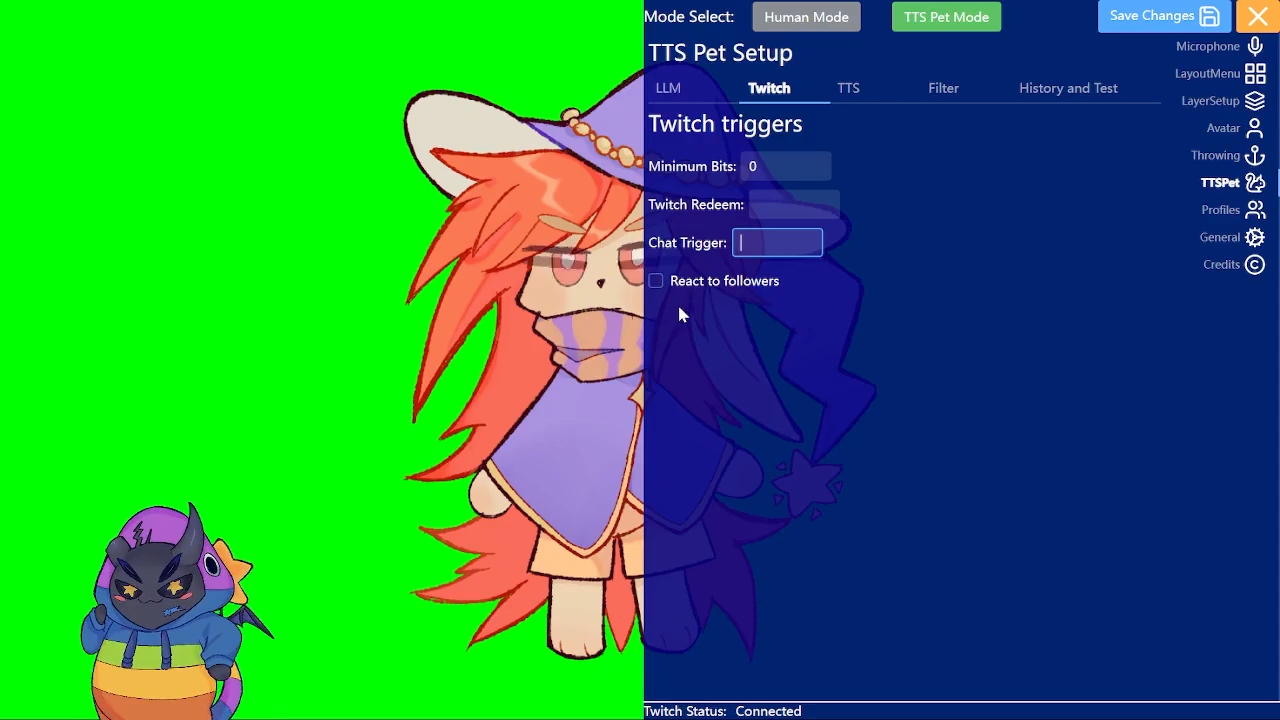 Mode Select: Human Mode TTS Pet Mode Save Changes
TTS Pet Setup
LLM Twitch TTS Filter History and Test
Twitch triggers
Minimum Bits: 0
Twitch Redeem:
Chat Trigger:
React to followers
Microphone
LayoutMenu
LayerSetup
Avatar
Throwing
TTSPet
Profiles
General
Credits
Twitch Status: Connected